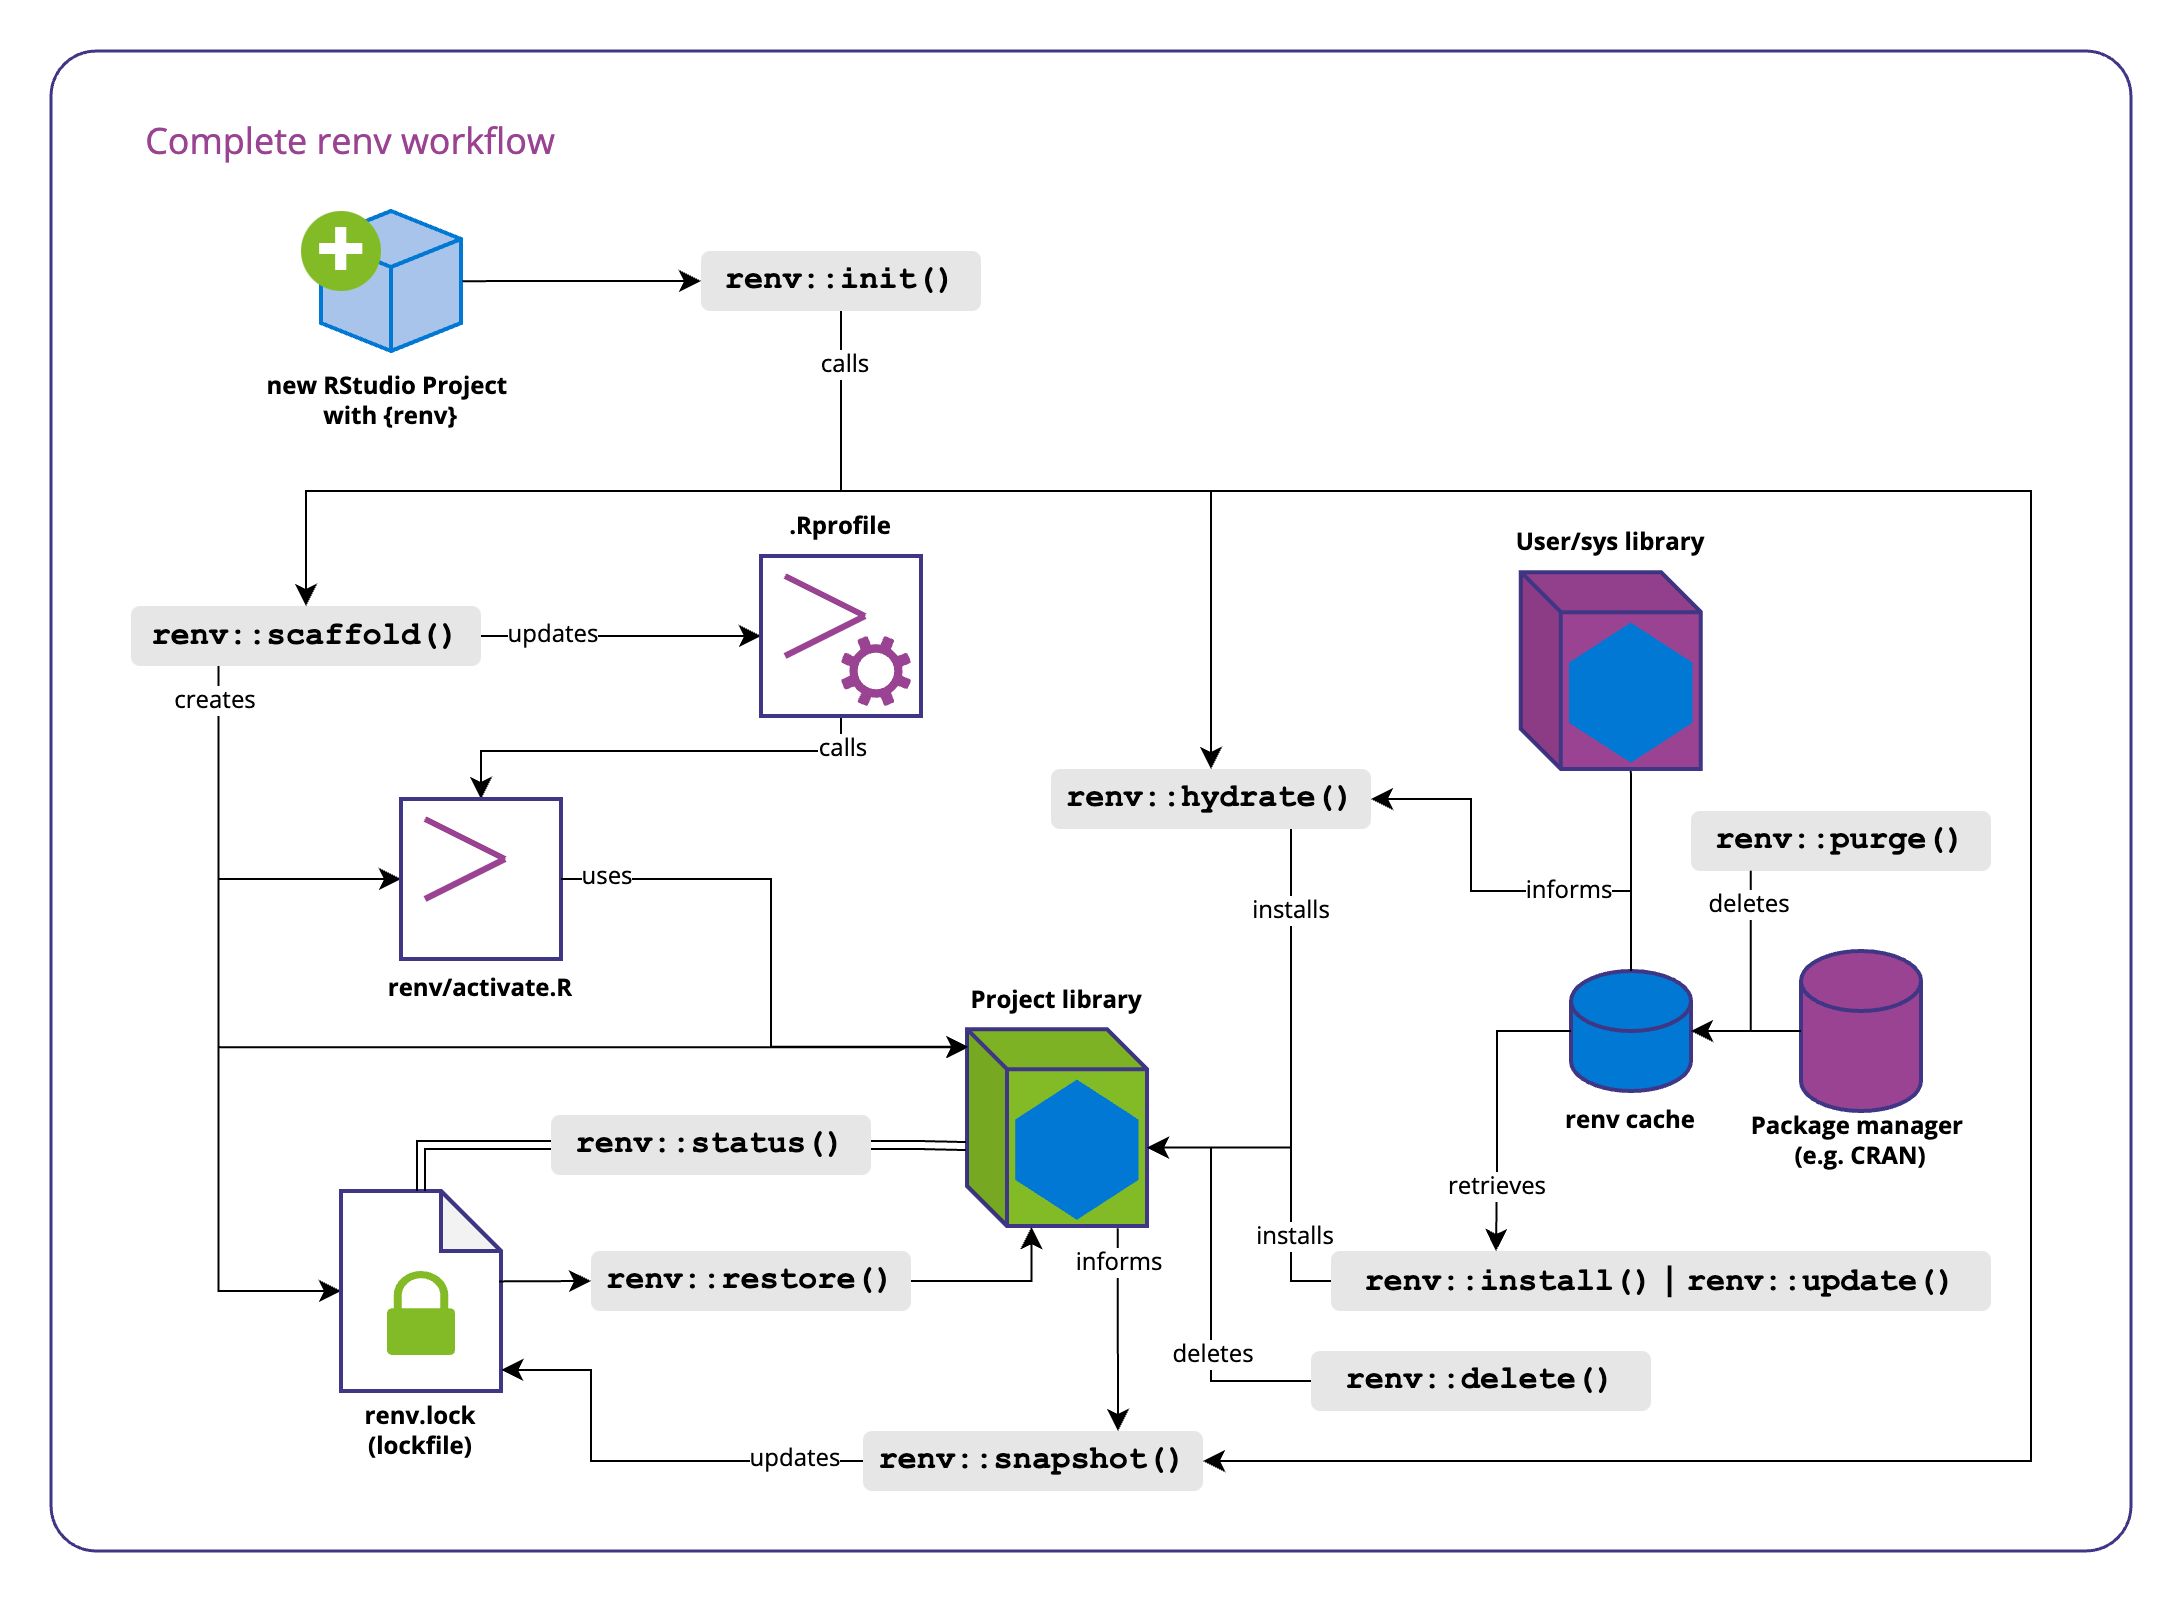 Complete renv workflow
renv::init()
calls
new RStudio Project
with {renv}
.Rprofile
User/sys library
renv::scaffold()
updates
creates
calls
renv::hydrate()
renv::purge()
uses
informs
deletes
installs
renv/activate.R
Project library
renv cache
Package manager
(e.g. CRAN)
renv::status()
retrieves
installs
informs
renv::restore()
renv::install() | renv::update()
deletes
renv::delete()
renv.lock
(lockfile)
updates
renv::snapshot()